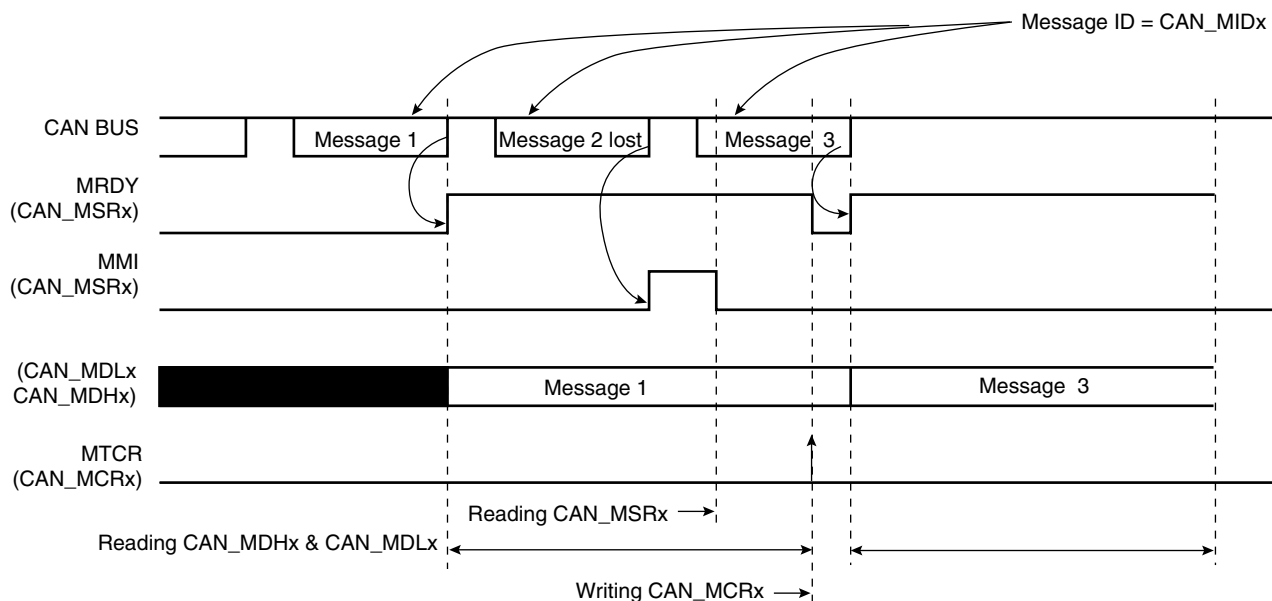 Message ID = CAN_MIDx
CAN BUS
Message 1
Message 2 lost
Message 3
MRDY
(CAN_MSRx)
MMI
(CAN_MSRx)
(CAN_MDLx
CAN_MDHx)
Message 1
Message 3
MTCR
(CAN_MCRx)
Reading CAN_MSRx
Reading CAN_MDHx & CAN_MDLx
Writing CAN_MCRx